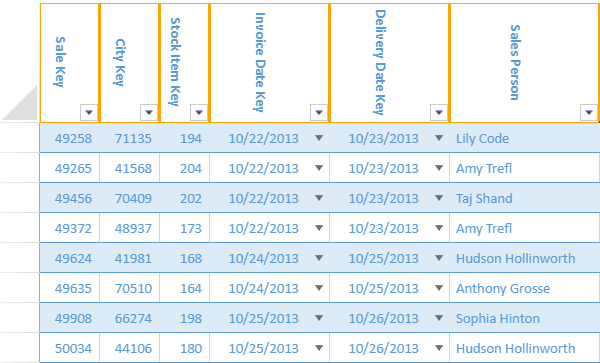 Sale Key City Key Stock Item Key Invoice Date Key Delivery Date Key Sales Person
49258 71135 194 10/22/2013 10/23/2013 Lily Code
49265 41568 204 10/22/2013 10/23/2013 Amy Trefl
49456 70409 202 10/22/2013 10/23/2013 Taj Shand
49372 48937 173 10/22/2013 10/23/2013 Amy Trefl
49624 41981 168 10/24/2013 10/25/2013 Hudson Hollinworth
49635 70510 164 10/24/2013 10/25/2013 Anthony Grosse
49908 66274 198 10/25/2013 10/26/2013 Sophia Hinton
50034 44106 180 10/25/2013 10/26/2013 Hudson Hollinworth